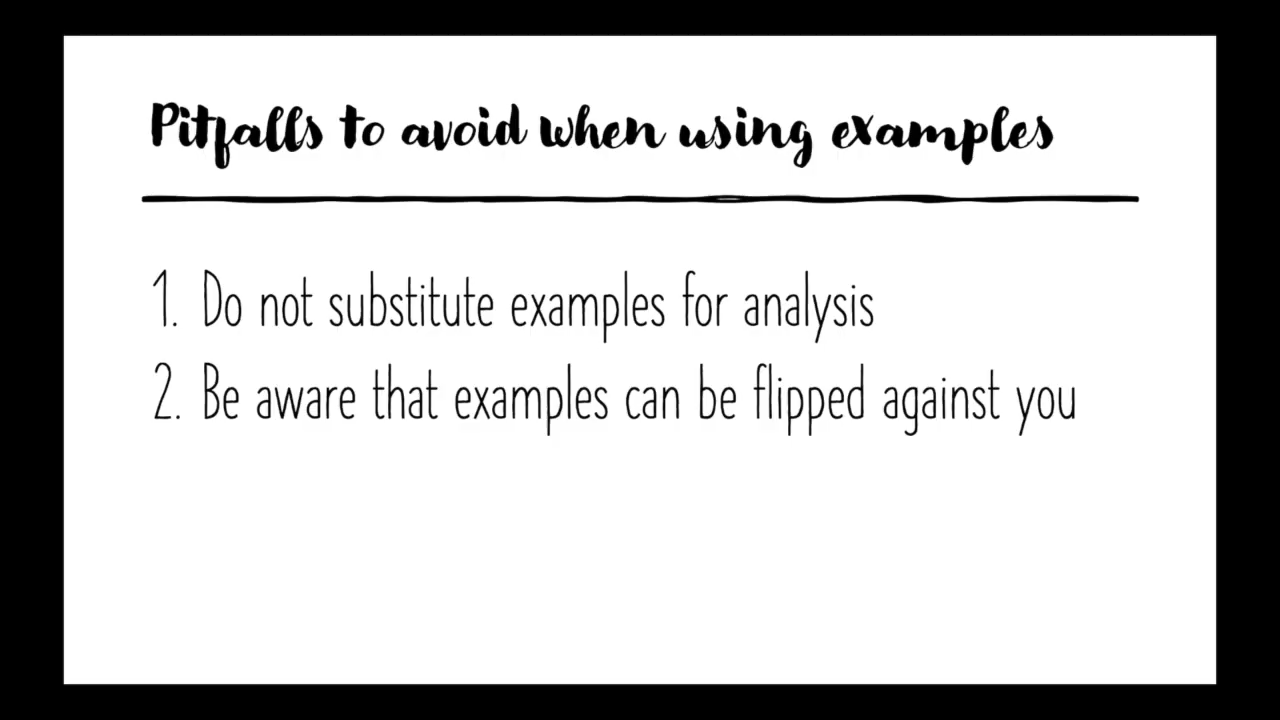 Pitfalls to avoid when using examples
1. Do not substitute examples for analysis
2. Be aware that examples can be flipped against you